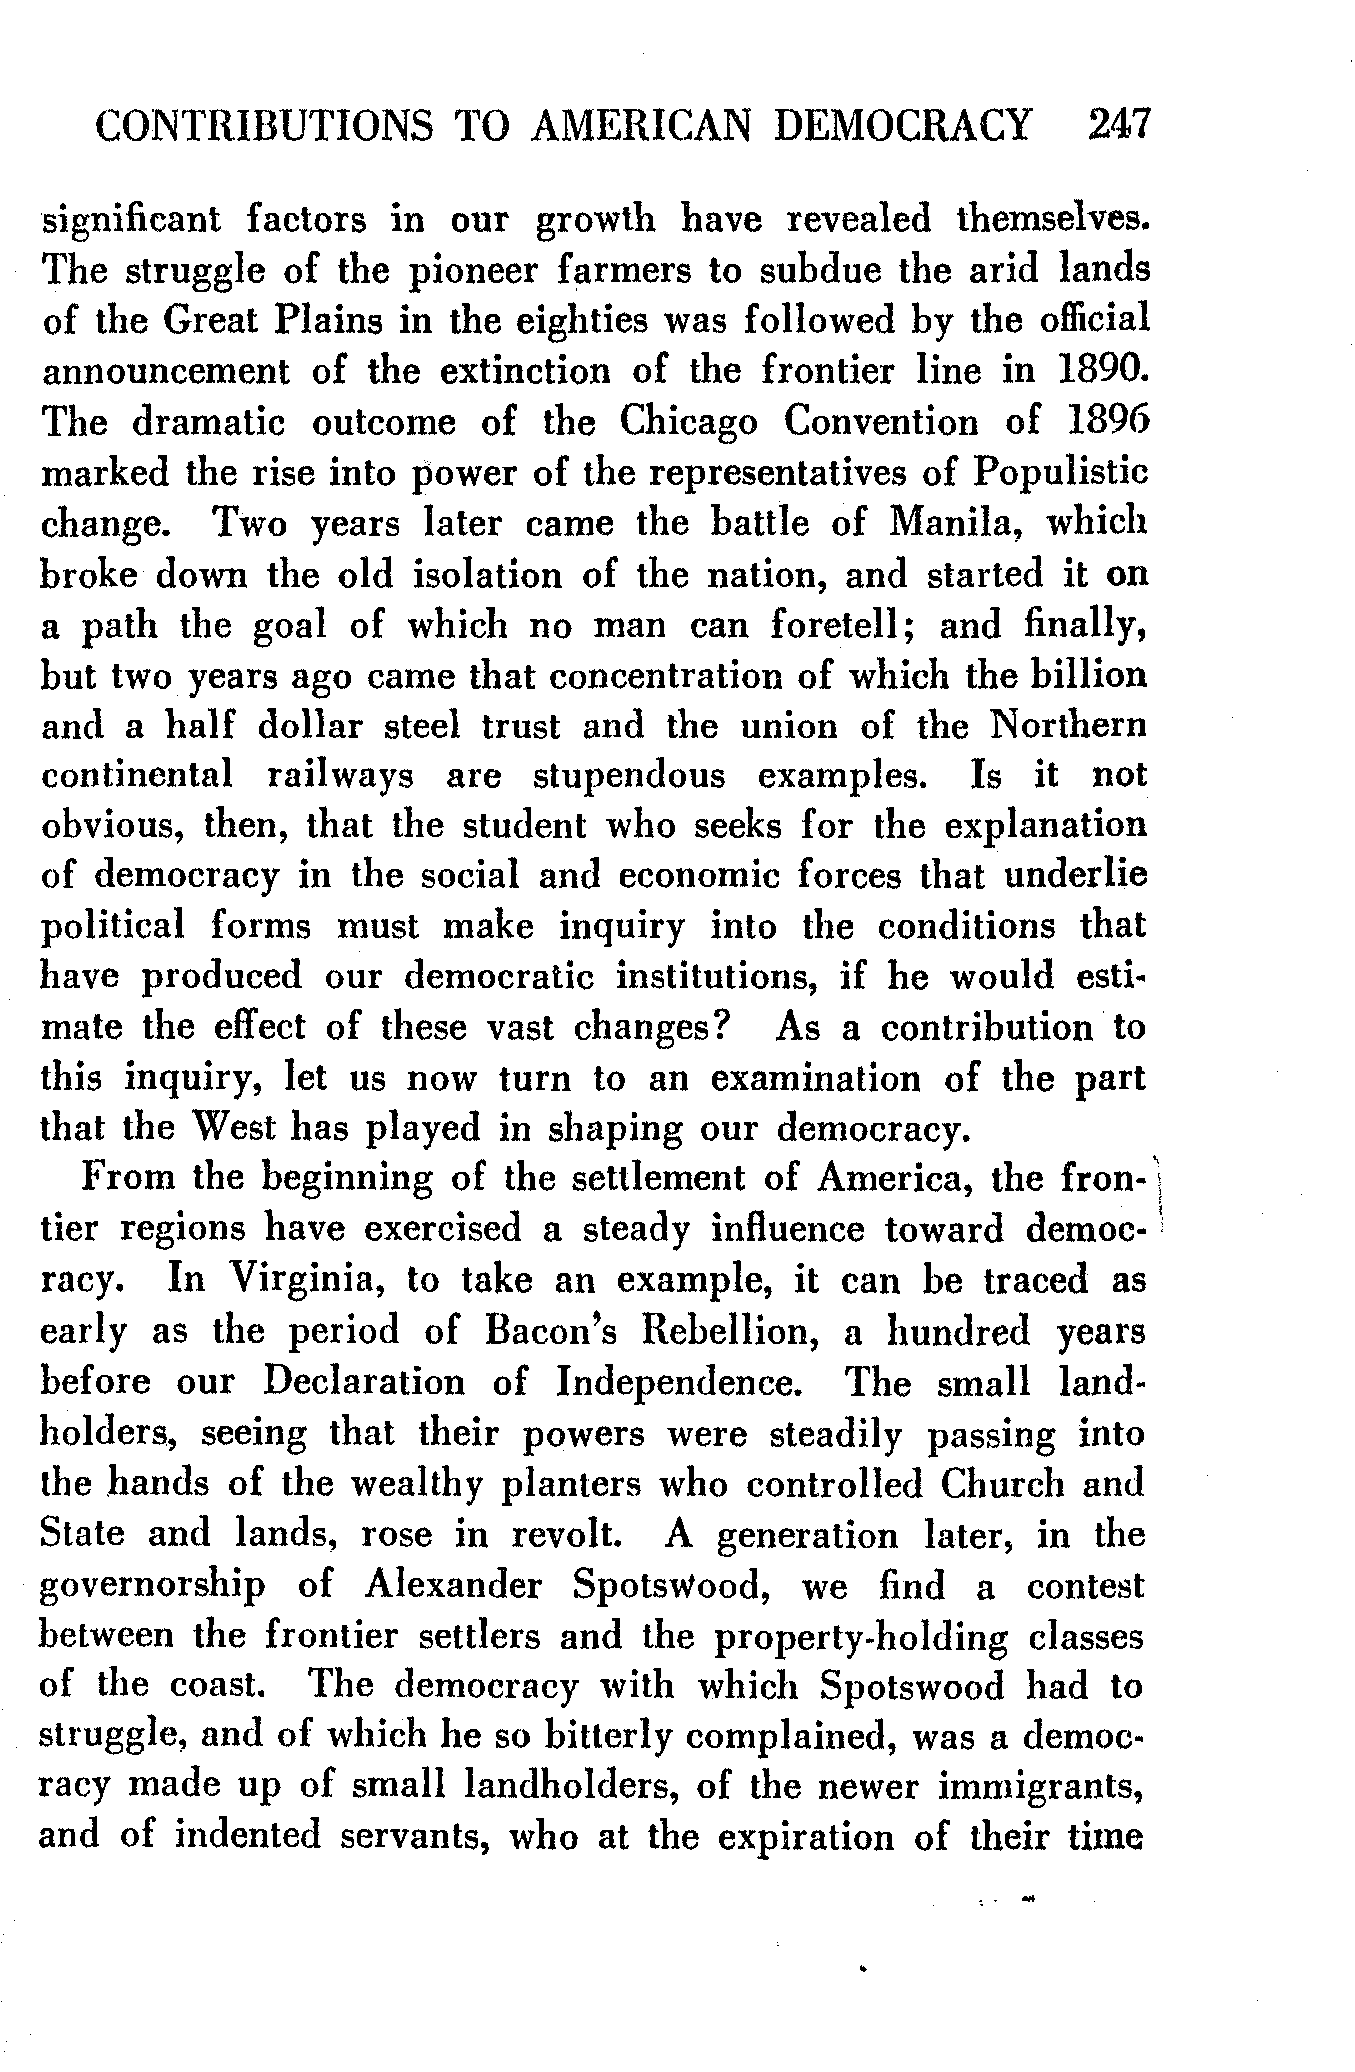 CONTRIBUTIONS TO AMERICAN DEMOCRACY 247
significant factors in our growth have revealed themselves.
The struggle of the pioneer farmers to subdue the arid lands
of the Great Plains in the eighties was followed by the official
announcement of the extinction of the frontier line in 1890.
The dramatic outcome of the Chicago Convention of 1896
marked the rise into power of the representatives of Populistic
change. Two years later came the battle of Manila, which
broke down the old isolation of the nation, and started it on
a path the goal of which no man can foretell; and finally,
but two years ago came that concentration of which the billion
and a half dollar steel trust and the union of the Northern
continental railways are stupendous examples. Is it not
obvious, then, that the student who seeks for the explanation
of democracy in the social and economic forces that underlie
political forms must make inquiry into the conditions that
have produced our democratic institutions, if he would esti-
mate the effect of these vast changes? As a contribution to
this inquiry, let us now turn to an examination of the part
that the West has played in shaping our democracy.
From the beginning of the settlement of America, the fron-
tier regions have exercised a steady influence toward democ-
racy. In Virginia, to take an example, it can be traced as
early as the period of Bacon's Rebellion, a hundred years
before our Declaration of Independence. The small land-
holders, seeing that their powers were steadily passing into
the hands of the wealthy planters who controlled Church and
State and lands, rose in revolt. A generation later, in the
governorship of Alexander Spotswood, we find a contest
between the frontier settlers and the property-holding classes
of the coast. The democracy with which Spotswood had to
struggle, and of which he so bitterly complained, was a democ-
racy made up of small landholders, of the newer immigrants,
and of indented servants, who at the expiration of their time